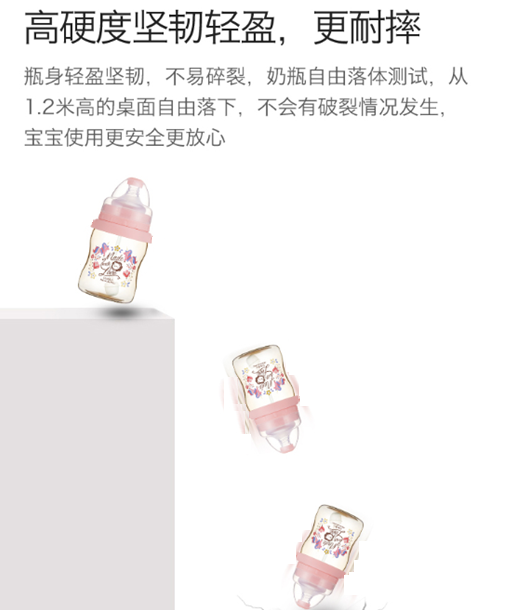 高硬度坚韧轻盈，更耐摔
瓶身轻盈坚韧，不易碎裂，奶瓶自由落体测试，从
1.2米高的桌面自由落下，不会有破裂情况发生，
宝宝使用更安全更放心
Made
with
Love